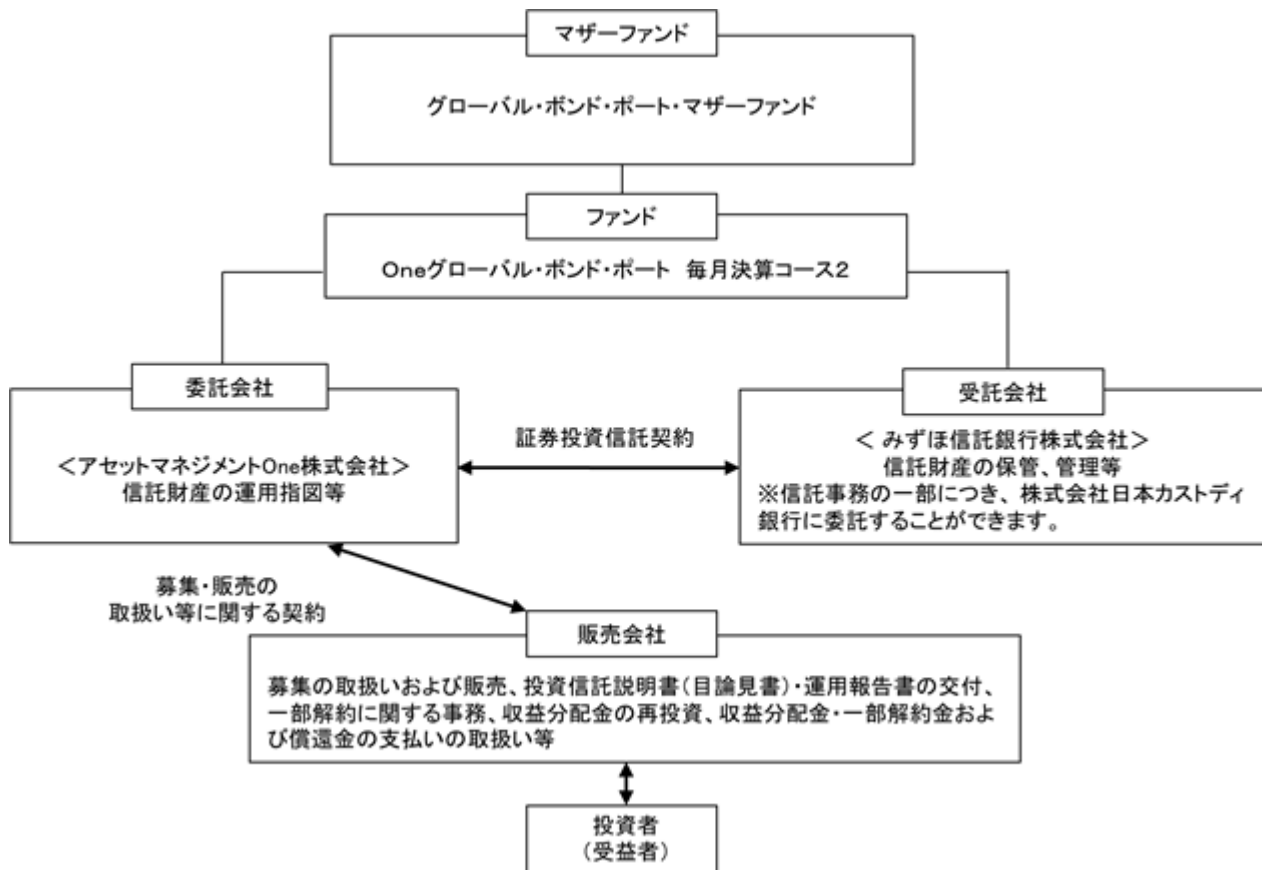 マザーファンド
グローバル・ボンド・ポート・マザーファンド
ファンド
Oneグローバル・ボンド・ポート　毎月決算コース2
委託会社
＜アセットマネジメントOne株式会社＞
信託財産の運用指図等
証券投資信託契約
受託会社
＜ みずほ信託銀行株式会社＞
信託財産の保管、管理等
※信託事務の一部につき、株式会社日本カストディ
銀行に委託することができます。
募集・販売の
取扱い等に関する契約
販売会社
募集の取扱いおよび販売、投資信託説明書（目論見書）・運用報告書の交付、
一部解約に関する事務、収益分配金の再投資、収益分配金・一部解約金およ
び償還金の支払いの取扱い等
投資者
（受益者）